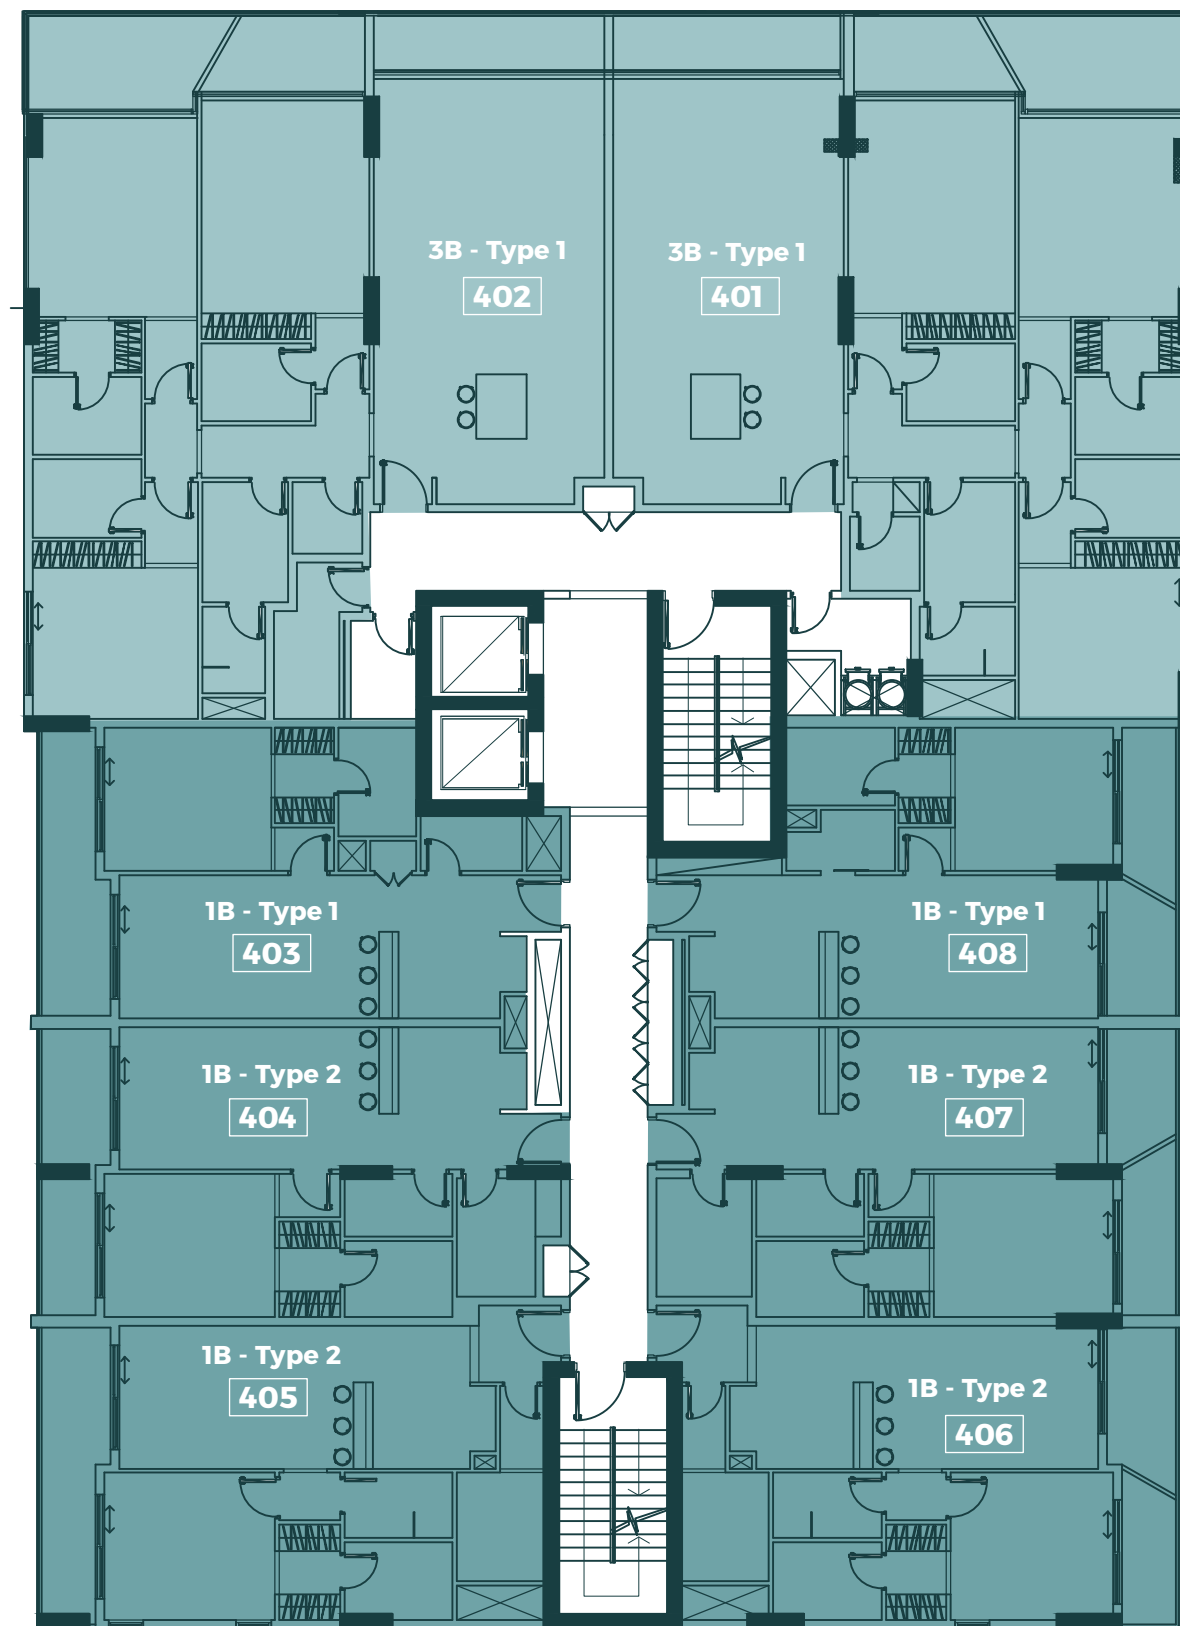 3B - Type 1
402
3B - Type 1
401
1B - Type 1
403
1B - Type 1
408
1B - Type 2
404
1B - Type 2
407
1B - Type 2
405
1B - Type 2
406